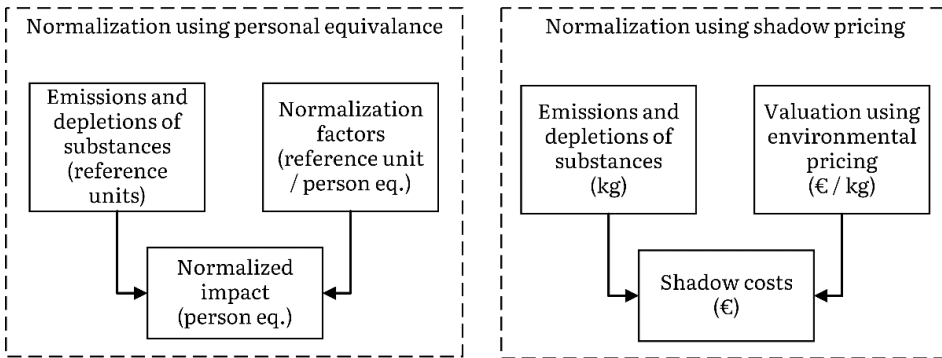 Normalization using personal equivalance
Emissions and
depletions of
substances
(reference
units)
Normalization
factors
(reference unit
/ person eq.)
Normalized
impact
(person eq.)
Normalization using shadow pricing
Emissions and
depletions of
substances
(kg)
Valuation using
environmental
pricing
(€ / kg)
Shadow costs
(€)